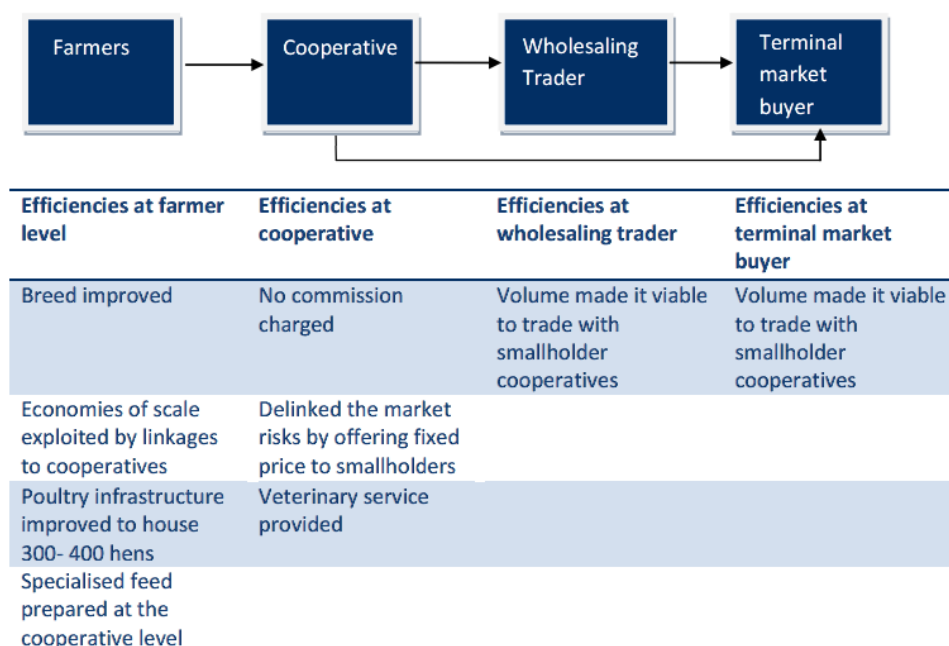 Farmers
Cooperative
Wholesaling
Trader
Terminal
market
buyer
Efficiencies at farmer
level
Efficiencies at
cooperative
Efficiencies at
wholesaling trader
Efficiencies at
terminal market
buyer
Breed improved
No commission
charged
Volume made it viable
to trade with
smallholder
cooperatives
Volume made it viable
to trade with
smallholder
cooperatives
Economies of scale
exploited by linkages
to cooperatives
Delinked the market
risks by offering fixed
price to smallholders
Poultry infrastructure
improved to house
300- 400 hens
Veterinary service
provided
Specialised feed
prepared at the
cooperative level